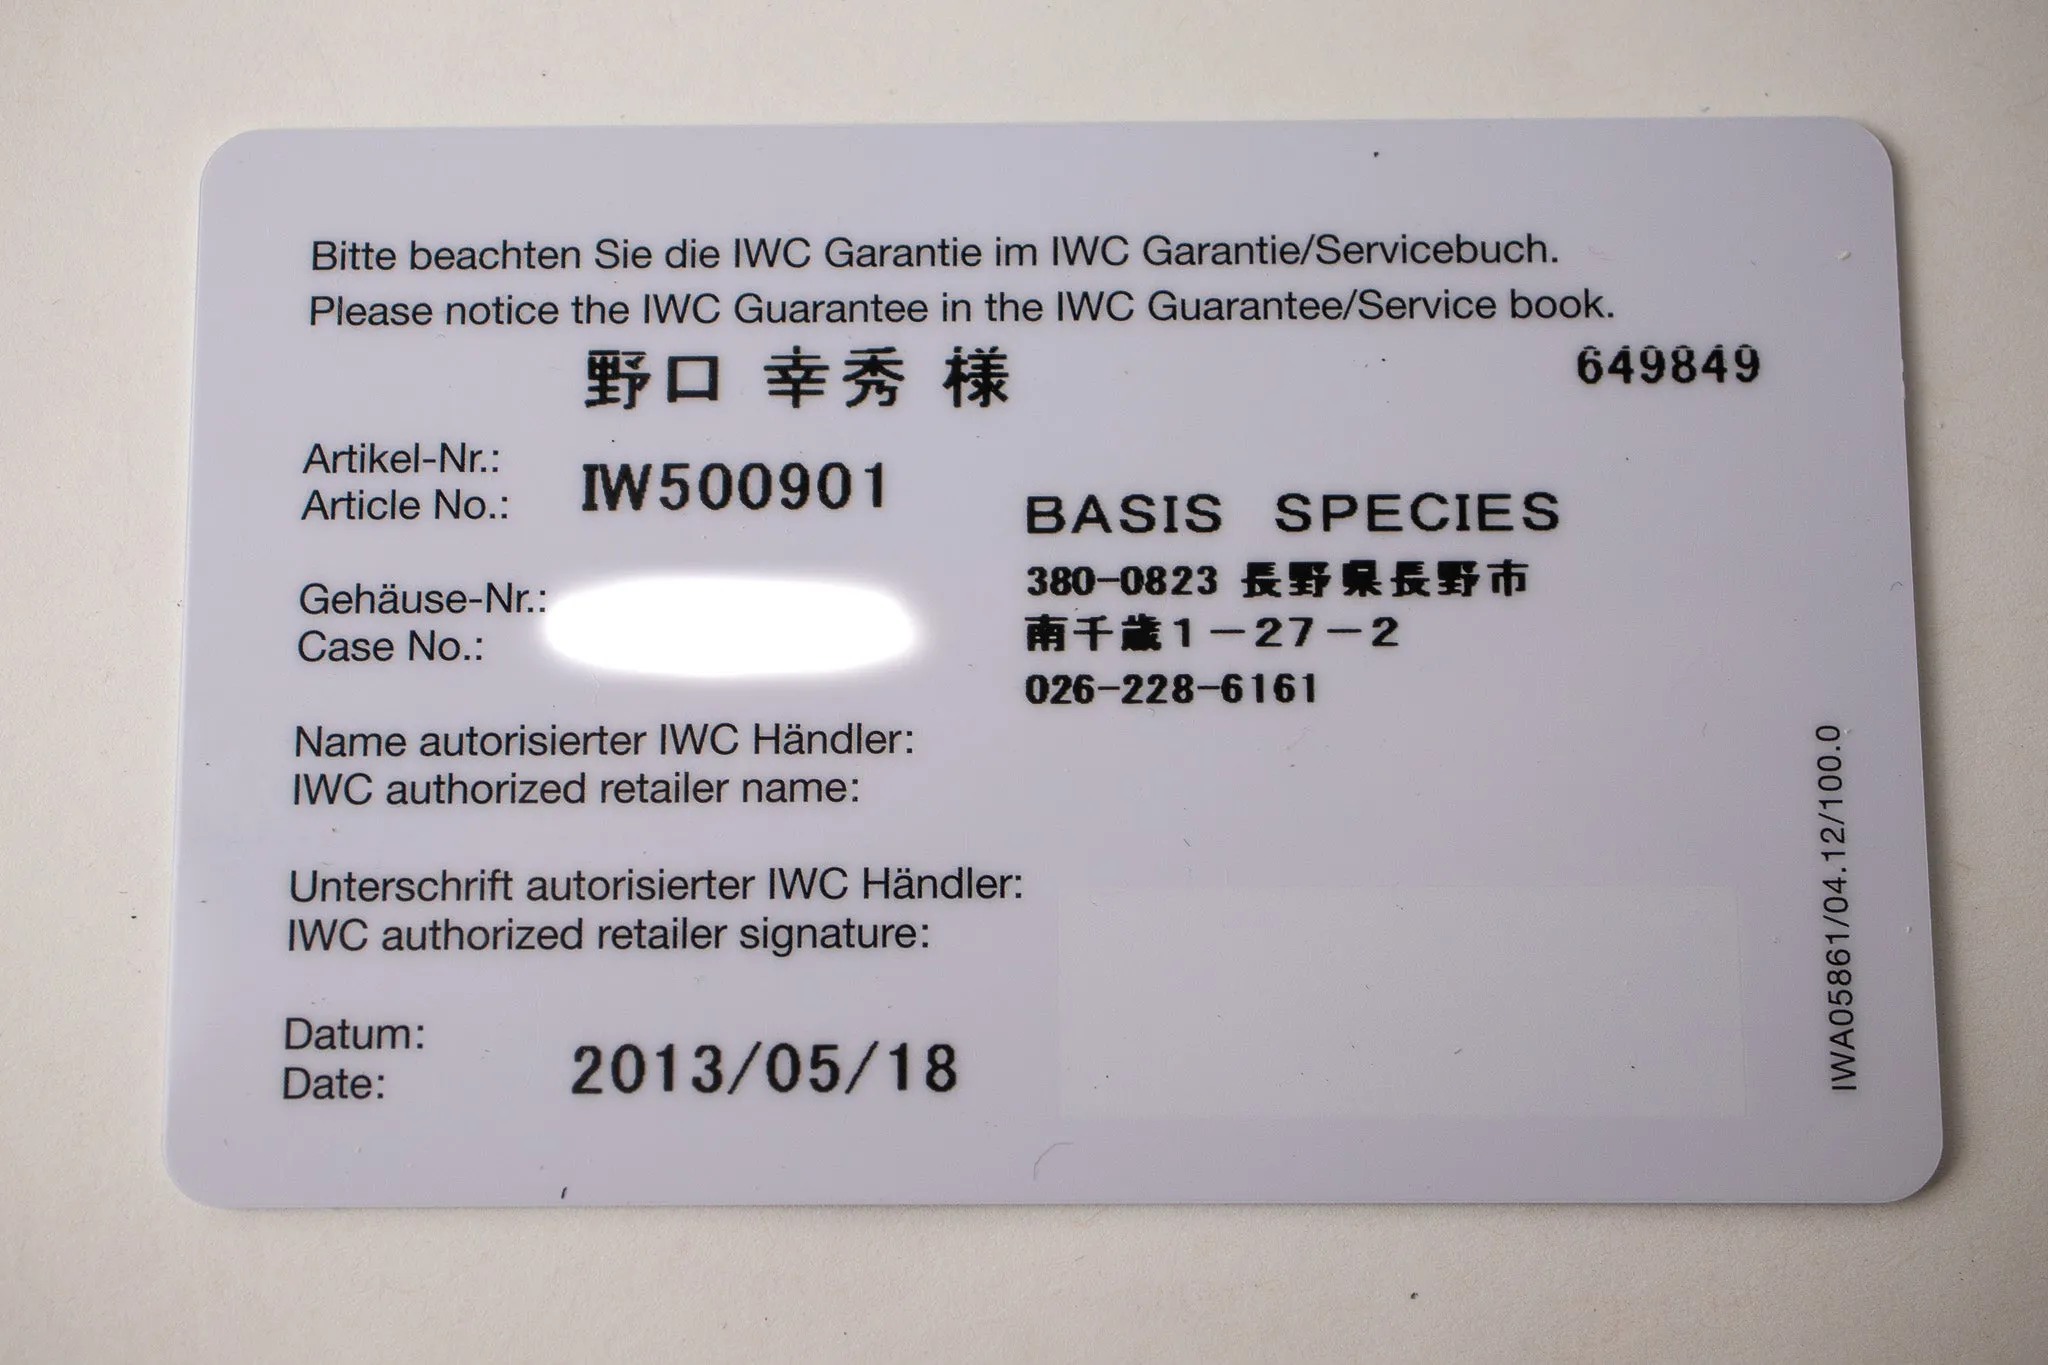 Bitte beachten Sie die IWC Garantie im IWC Garantie/Servicebuch.
Please notice the IWC Guarantee in the IWC Guarantee/Service book.
野口 幸秀 様
649849
Artikel-Nr.:
Article No.:
IW500901
BASIS SPECIES
380-0823 長野県長野市
南千歳1-27-2
026-228-6161
Gehäuse-Nr.:
Case No.:
Name autorisierter IWC Händler:
IWC authorized retailer name:
Unterschrift autorisierter IWC Händler:
IWC authorized retailer signature:
Datum:
Date:
2013/05/18
IWA05861/04.12/100.0